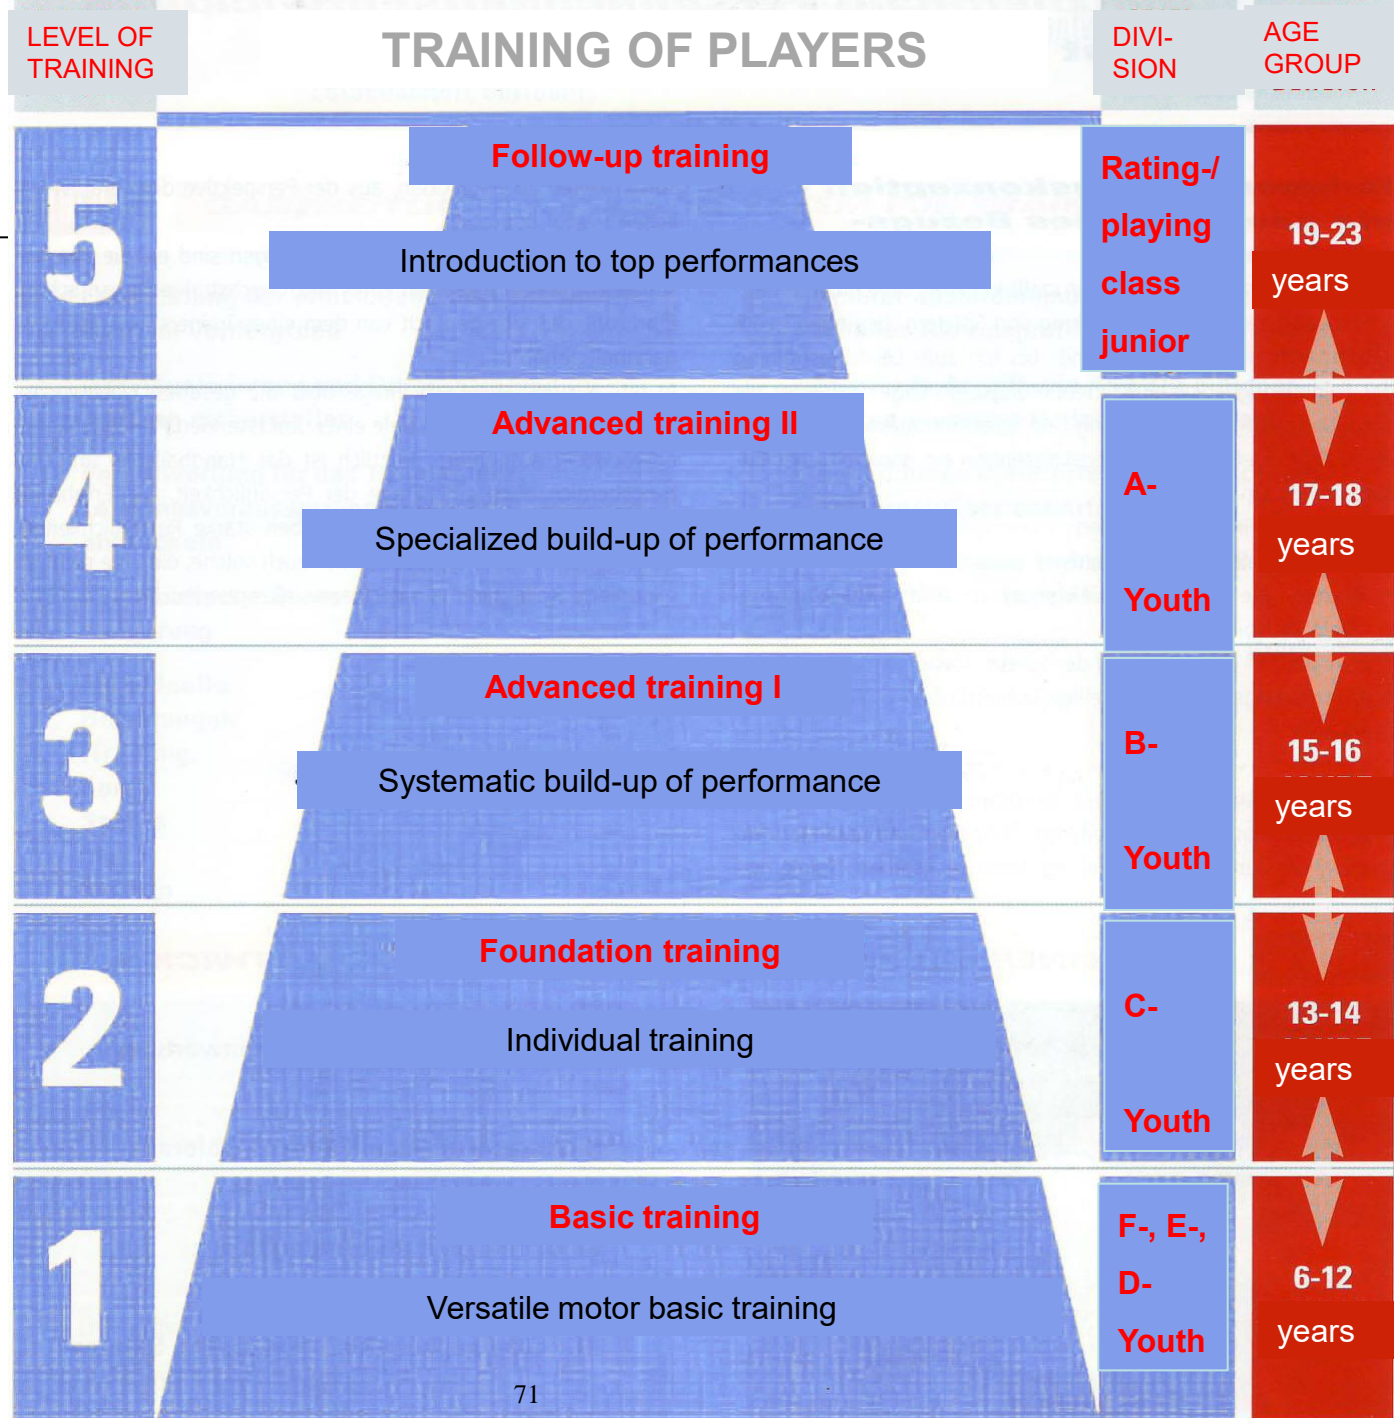 LEVEL OF
TRAINING
TRAINING OF PLAYERS
DIVI-
SION
AGE
GROUP
5
Follow-up training
Introduction to top performances
Rating-/
playing
class
junior
19-23
years
4
Advanced training II
Specialized build-up of performance
A-
Youth
17-18
years
3
Advanced training I
Systematic build-up of performance
B-
Youth
15-16
years
2
Foundation training
Individual training
C-
Youth
13-14
years
1
Basic training
Versatile motor basic training
F-, E-,
D-
Youth
6-12
years
71